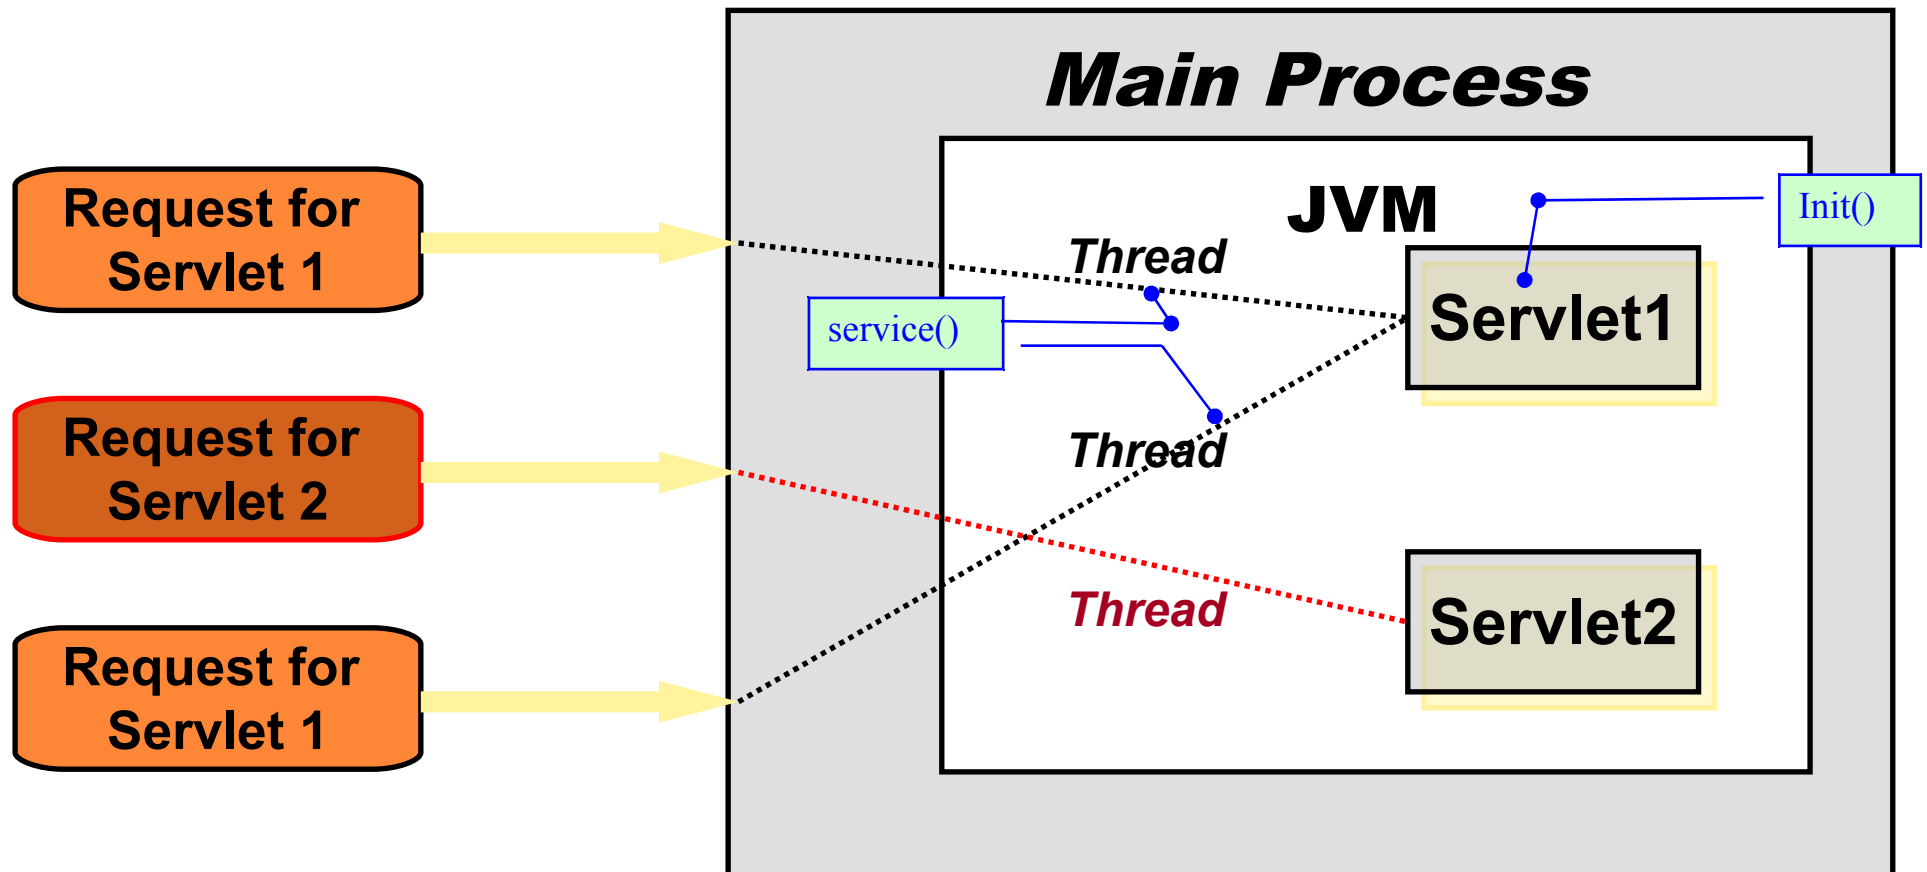 Main Process
JVM
Init()
Request for
Servlet 1
Thread
service()
Servlet1
Request for
Servlet 2
Thread
Thread
Servlet2
Request for
Servlet 1